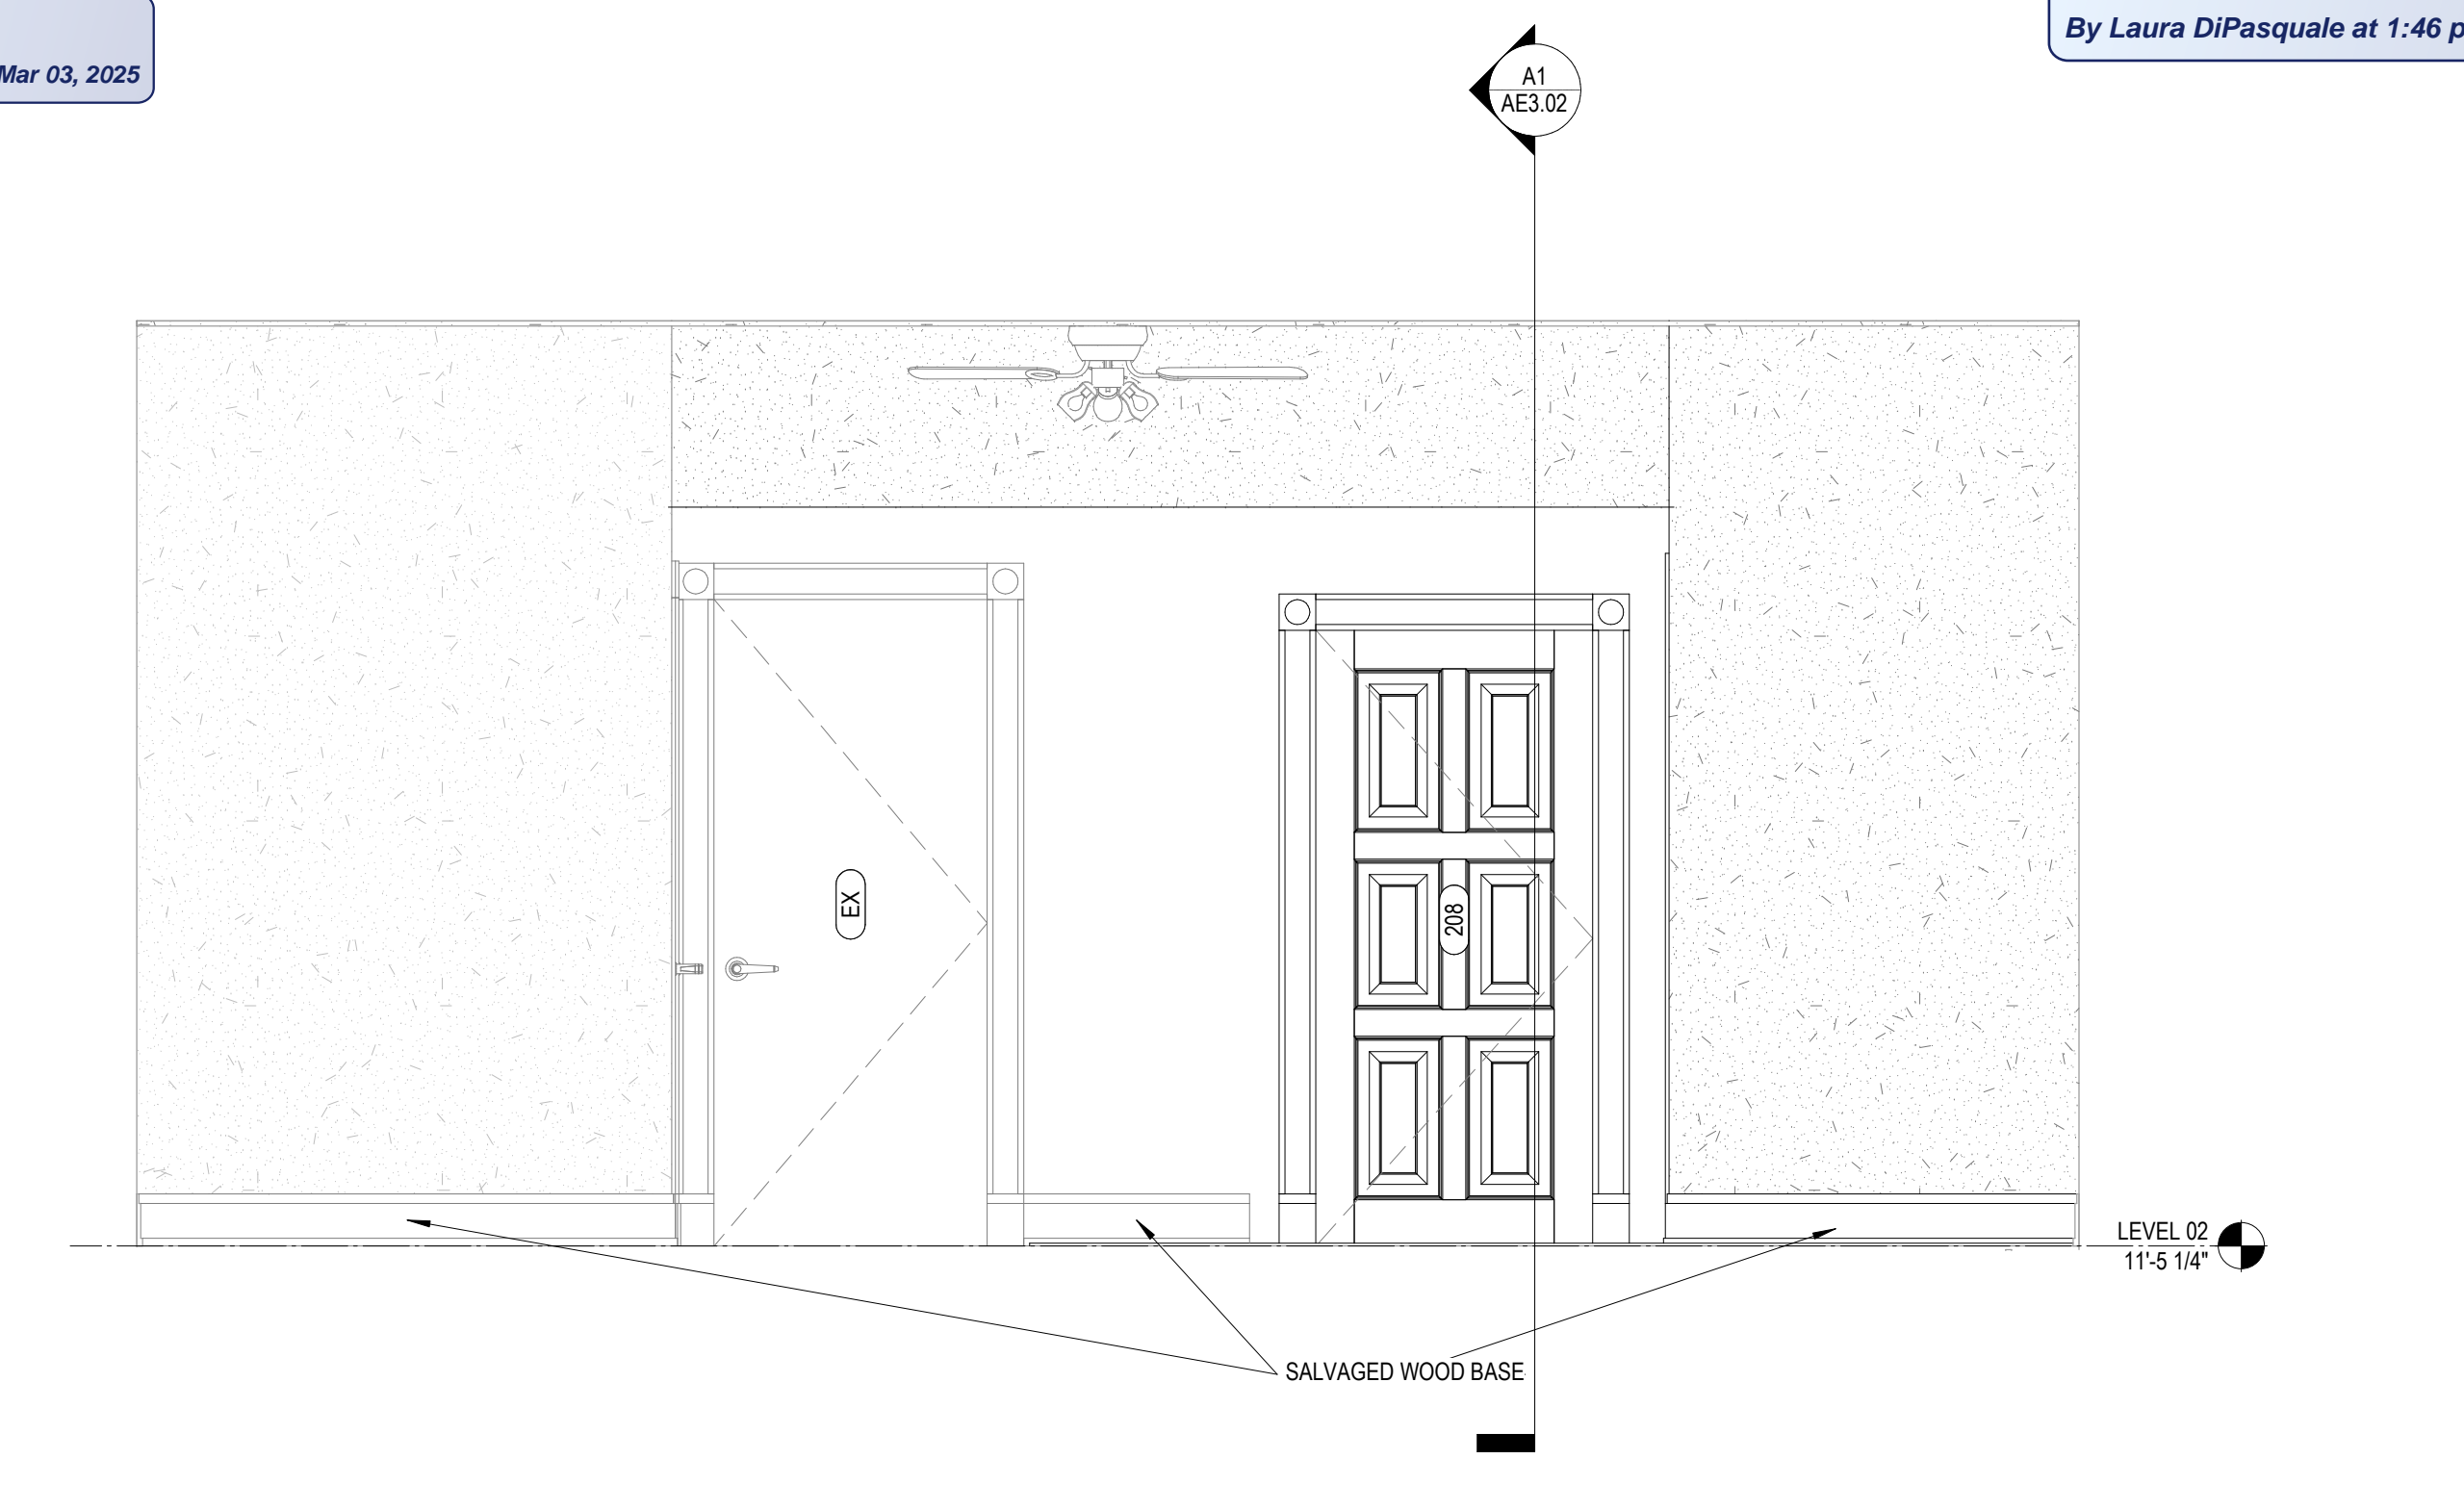 Mar 03, 2025
By Laura DiPasquale at 1:46 p
A1
AE3.02
EX
208
LEVEL 02
11'-5 1/4"
SALVAGED WOOD BASE